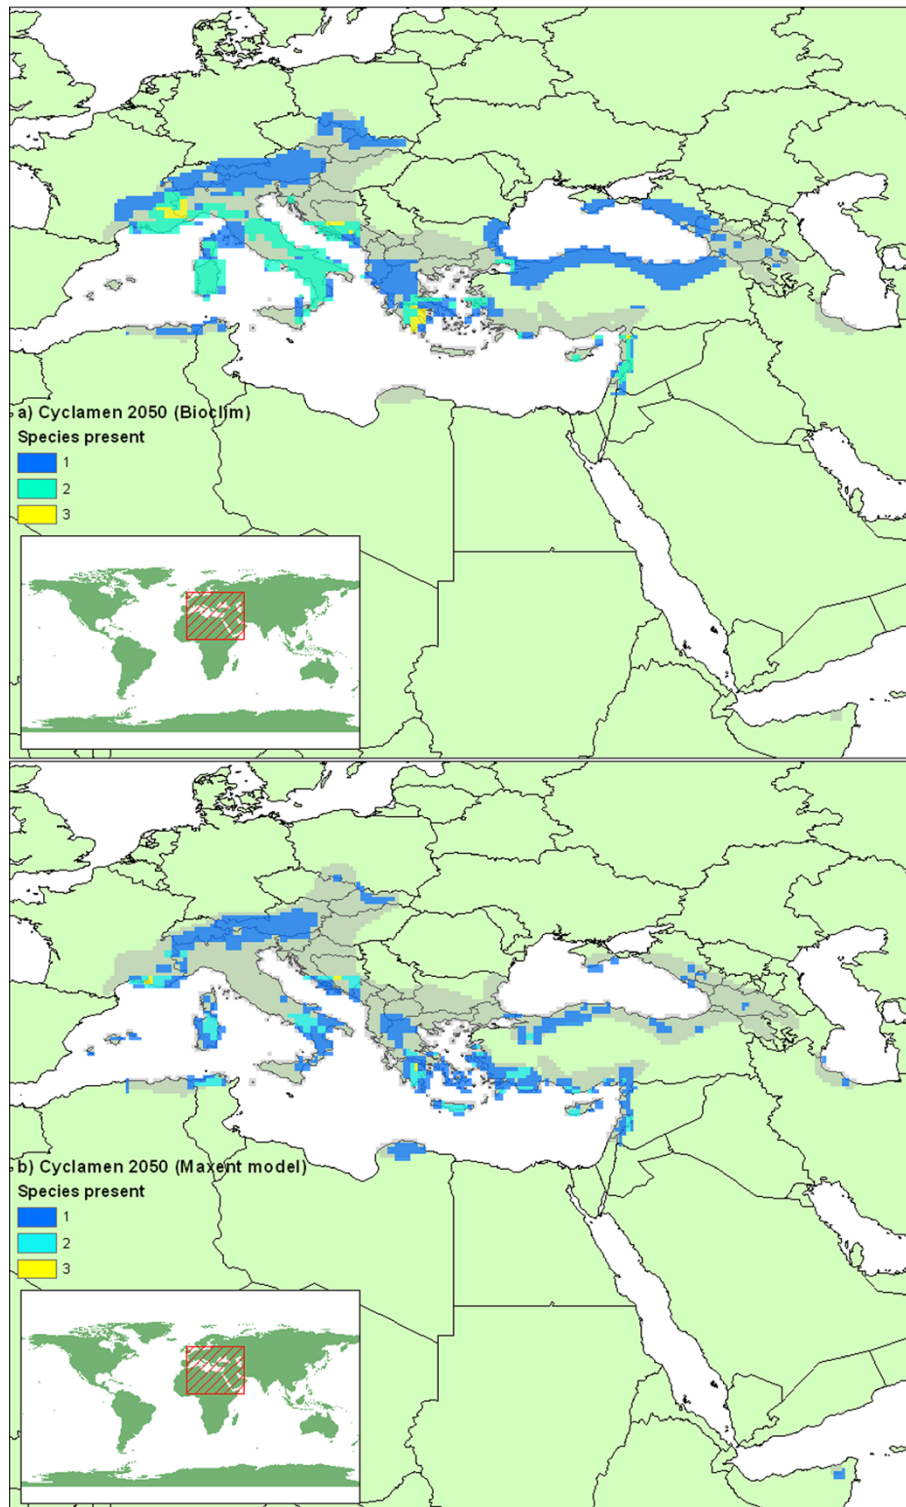 a) Cyclamen 2050 (Bioclim)
Species present
1
2
3
b) Cyclamen 2050 (Maxent model)
Species present
1
2
3